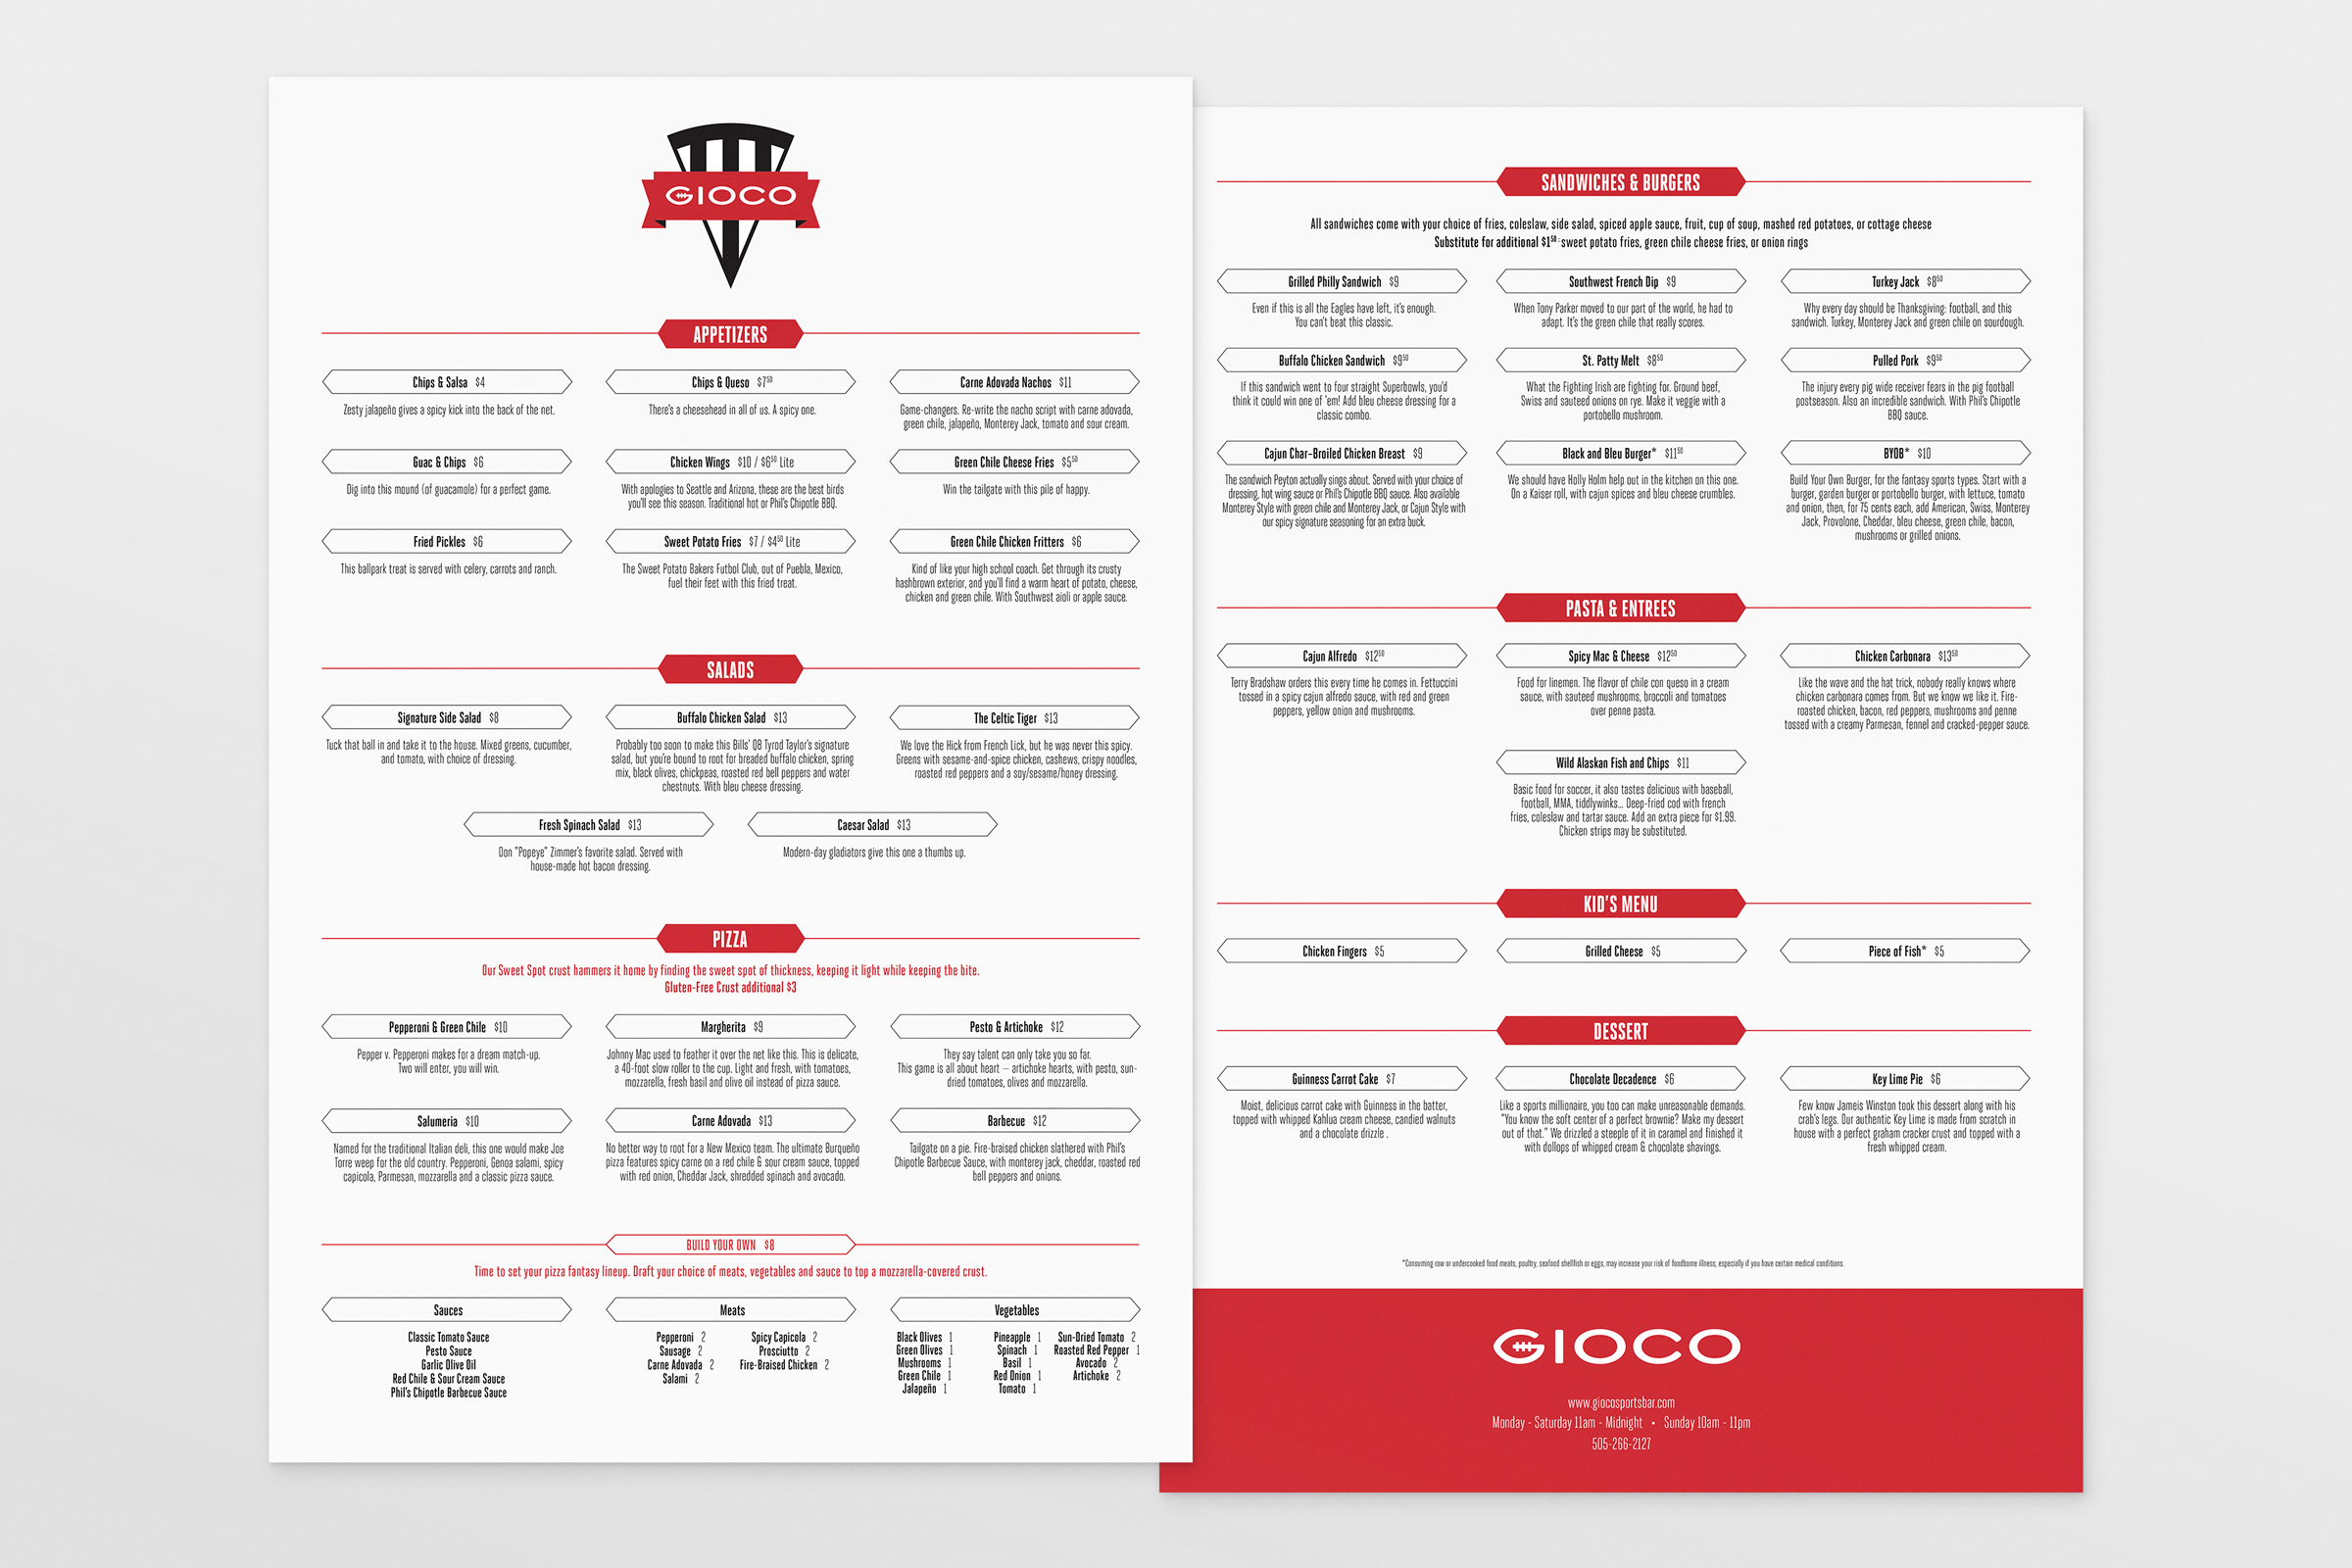 GIOCO
APPETIZERS
Chips & Salsa $4
Zesty jalapeño gives a spicy kick into the back of the net.
Chips & Queso $7⁵⁰
There's a cheesehead in all of us. A spicy one.
Carne Adovada Nachos $11
Game-changers. Re-write the nacho script with carne adovada,
green chile, jalapeño, Monterey Jack, tomato and sour cream.
Guac & Chips $6
Dig into this mound (of guacamole) for a perfect game.
Chicken Wings $10 / $6⁵⁰ Lite
With apologies to Seattle and Arizona, these are the best birds
you'll see this season. Traditional hot or Phil's Chipotle BBQ.
Green Chile Cheese Fries $5⁵⁰
Win the tailgate with this pile of happy.
Fried Pickles $6
This ballpark treat is served with celery, carrots and ranch.
Sweet Potato Fries $7 / $4⁵⁰ Lite
The Sweet Potato Bakers Futbol Club, out of Puebla, Mexico,
fuel their feet with this fried treat.
Green Chile Chicken Fritters $6
Kind of like your high school coach. Get through its crusty
hashbrown exterior, and you'll find a warm heart of potato, cheese,
chicken and green chile. With Southwest aioli or apple sauce.
SALADS
Signature Side Salad $8
Tuck that ball in and take it to the house. Mixed greens, cucumber,
and tomato, with choice of dressing.
Buffalo Chicken Salad $13
Probably too soon to make this Bills' QB Tyrod Taylor's signature
salad, but you're bound to root for breaded buffalo chicken, spring
mix, black olives, chickpeas, roasted red bell peppers and water
chestnuts. With bleu cheese dressing.
The Celtic Tiger $13
We love the Hick from French Lick, but he was never this spicy.
Greens with sesame-and-spice chicken, cashews, crispy noodles,
roasted red peppers and a soy/sesame/honey dressing.
Fresh Spinach Salad $13
Don "Popeye" Zimmer's favorite salad. Served with
house-made hot bacon dressing.
Caesar Salad $13
Modern-day gladiators give this one a thumbs up.
PIZZA
Our Sweet Spot crust hammers it home by finding the sweet spot of thickness, keeping it light while keeping the bite.
Gluten-Free Crust additional $3
Pepperoni & Green Chile $10
Pepper v. Pepperoni makes for a dream match-up.
Two will enter, you will win.
Margherita $9
Johnny Mac used to feather it over the net like this. This is delicate,
a 40-foot slow roller to the cup. Light and fresh, with tomatoes,
mozzarella, fresh basil and olive oil instead of pizza sauce.
Pesto & Artichoke $12
They say talent can only take you so far.
This game is all about heart – artichoke hearts, with pesto, sun-
dried tomatoes, olives and mozzarella.
Salumeria $10
Named for the traditional Italian deli, this one would make Joe
Torre weep for the old country. Pepperoni, Genoa salami, spicy
capicola, Parmesan, mozzarella and a classic pizza sauce.
Carne Adovada $13
No better way to root for a New Mexico team. The ultimate Burqueño
pizza features spicy carne on a red chile & sour cream sauce, topped
with red onion, Cheddar Jack, shredded spinach and avocado.
Barbecue $12
Tailgate on a pie. Fire-braised chicken slathered with Phil's
Chipotle Barbecue Sauce, with monterey jack, cheddar, roasted red
bell peppers and onions.
BUILD YOUR OWN $8
Time to set your pizza fantasy lineup. Draft your choice of meats, vegetables and sauce to top a mozzarella-covered crust.
Sauces
Classic Tomato Sauce
Pesto Sauce
Garlic Olive Oil
Red Chile & Sour Cream Sauce
Phil's Chipotle Barbecue Sauce
Meats
Pepperoni 2
Sausage 2
Carne Adovada 2
Salami 2
Spicy Capicola 2
Prosciutto 2
Fire-Braised Chicken 2
Vegetables
Black Olives 1
Green Olives 1
Mushrooms 1
Green Chile 1
Jalapeño 1
Pineapple 1
Spinach 1
Basil 1
Red Onion 1
Tomato 1
Sun-Dried Tomato 2
Roasted Red Pepper 1
Avocado 2
Artichoke 2
SANDWICHES & BURGERS
All sandwiches come with your choice of fries, coleslaw, side salad, spiced apple sauce, fruit, cup of soup, mashed red potatoes, or cottage cheese
Substitute for additional $1⁵⁰: sweet potato fries, green chile cheese fries, or onion rings
Grilled Philly Sandwich $9
Even if this is all the Eagles have left, it's enough.
You can't beat this classic.
Southwest French Dip $9
When Tony Parker moved to our part of the world, he had to
adapt. It's the green chile that really scores.
Turkey Jack $8⁵⁰
Why every day should be Thanksgiving: football, and this
sandwich. Turkey, Monterey Jack and green chile on sourdough.
Buffalo Chicken Sandwich $9⁵⁰
If this sandwich went to four straight Superbowls, you'd
think it could win one of 'em! Add bleu cheese dressing for a
classic combo.
St. Patty Melt $8⁵⁰
What the Fighting Irish are fighting for. Ground beef,
Swiss and sauteed onions on rye. Make it veggie with a
portobello mushroom.
Pulled Pork $9⁵⁰
The injury every pig wide receiver fears in the pig football
postseason. Also an incredible sandwich. With Phil's Chipotle
BBQ sauce.
Cajun Char-Broiled Chicken Breast $9
The sandwich Peyton actually sings about. Served with your choice of
dressing, hot wing sauce or Phil's Chipotle BBQ sauce. Also available
Monterey Style with green chile and Monterey Jack, or Cajun Style with
our spicy signature seasoning for an extra buck.
Black and Bleu Burger* $11⁵⁰
We should have Holly Holm help out in the kitchen on this one.
On a Kaiser roll, with cajun spices and bleu cheese crumbles.
BYOB* $10
Build Your Own Burger, for the fantasy sports types. Start with a
burger, garden burger or portobello burger, with lettuce, tomato
and onion, then, for 75 cents each, add American, Swiss, Monterey
Jack, Provolone, Cheddar, bleu cheese, green chile, bacon,
mushrooms or grilled onions.
PASTA & ENTREES
Cajun Alfredo $12⁵⁰
Terry Bradshaw orders this every time he comes in. Fettuccini
tossed in a spicy cajun alfredo sauce, with red and green
peppers, yellow onion and mushrooms.
Spicy Mac & Cheese $12⁵⁰
Food for linemen. The flavor of chile con queso in a cream
sauce, with sauteed mushrooms, broccoli and tomatoes
over penne pasta.
Chicken Carbonara $13⁵⁰
Like the wave and the hat trick, nobody really knows where
chicken carbonara comes from. But we know we like it. Fire-
roasted chicken, bacon, red peppers, mushrooms and penne
tossed with a creamy Parmesan, fennel and cracked-pepper sauce.
Wild Alaskan Fish and Chips $11
Basic food for soccer, it also tastes delicious with baseball,
football, MMA, tiddlywinks... Deep-fried cod with french
fries, coleslaw and tartar sauce. Add an extra piece for $1.99.
Chicken strips may be substituted.
KID'S MENU
Chicken Fingers $5
Grilled Cheese $5
Piece of Fish* $5
DESSERT
Guinness Carrot Cake $7
Moist, delicious carrot cake with Guinness in the batter,
topped with whipped Kahlua cream cheese, candied walnuts
and a chocolate drizzle .
Chocolate Decadence $6
Like a sports millionaire, you too can make unreasonable demands.
"You know the soft center of a perfect brownie? Make my dessert
out of that." We drizzled a steeple of it in caramel and finished it
with dollops of whipped cream & chocolate shavings.
Key Lime Pie $6
Few know Jameis Winston took this dessert along with his
crab's legs. Our authentic Key Lime is made from scratch in
house with a perfect graham cracker crust and topped with a
fresh whipped cream.
*Consuming raw or undercooked food meats, poultry, seafood shellfish or eggs, may increase your risk of foodborne illness, especially if you have certain medical conditions.
GIOCO
www.giocosportsbar.com
Monday - Saturday 11am - Midnight • Sunday 10am - 11pm
505-266-2127